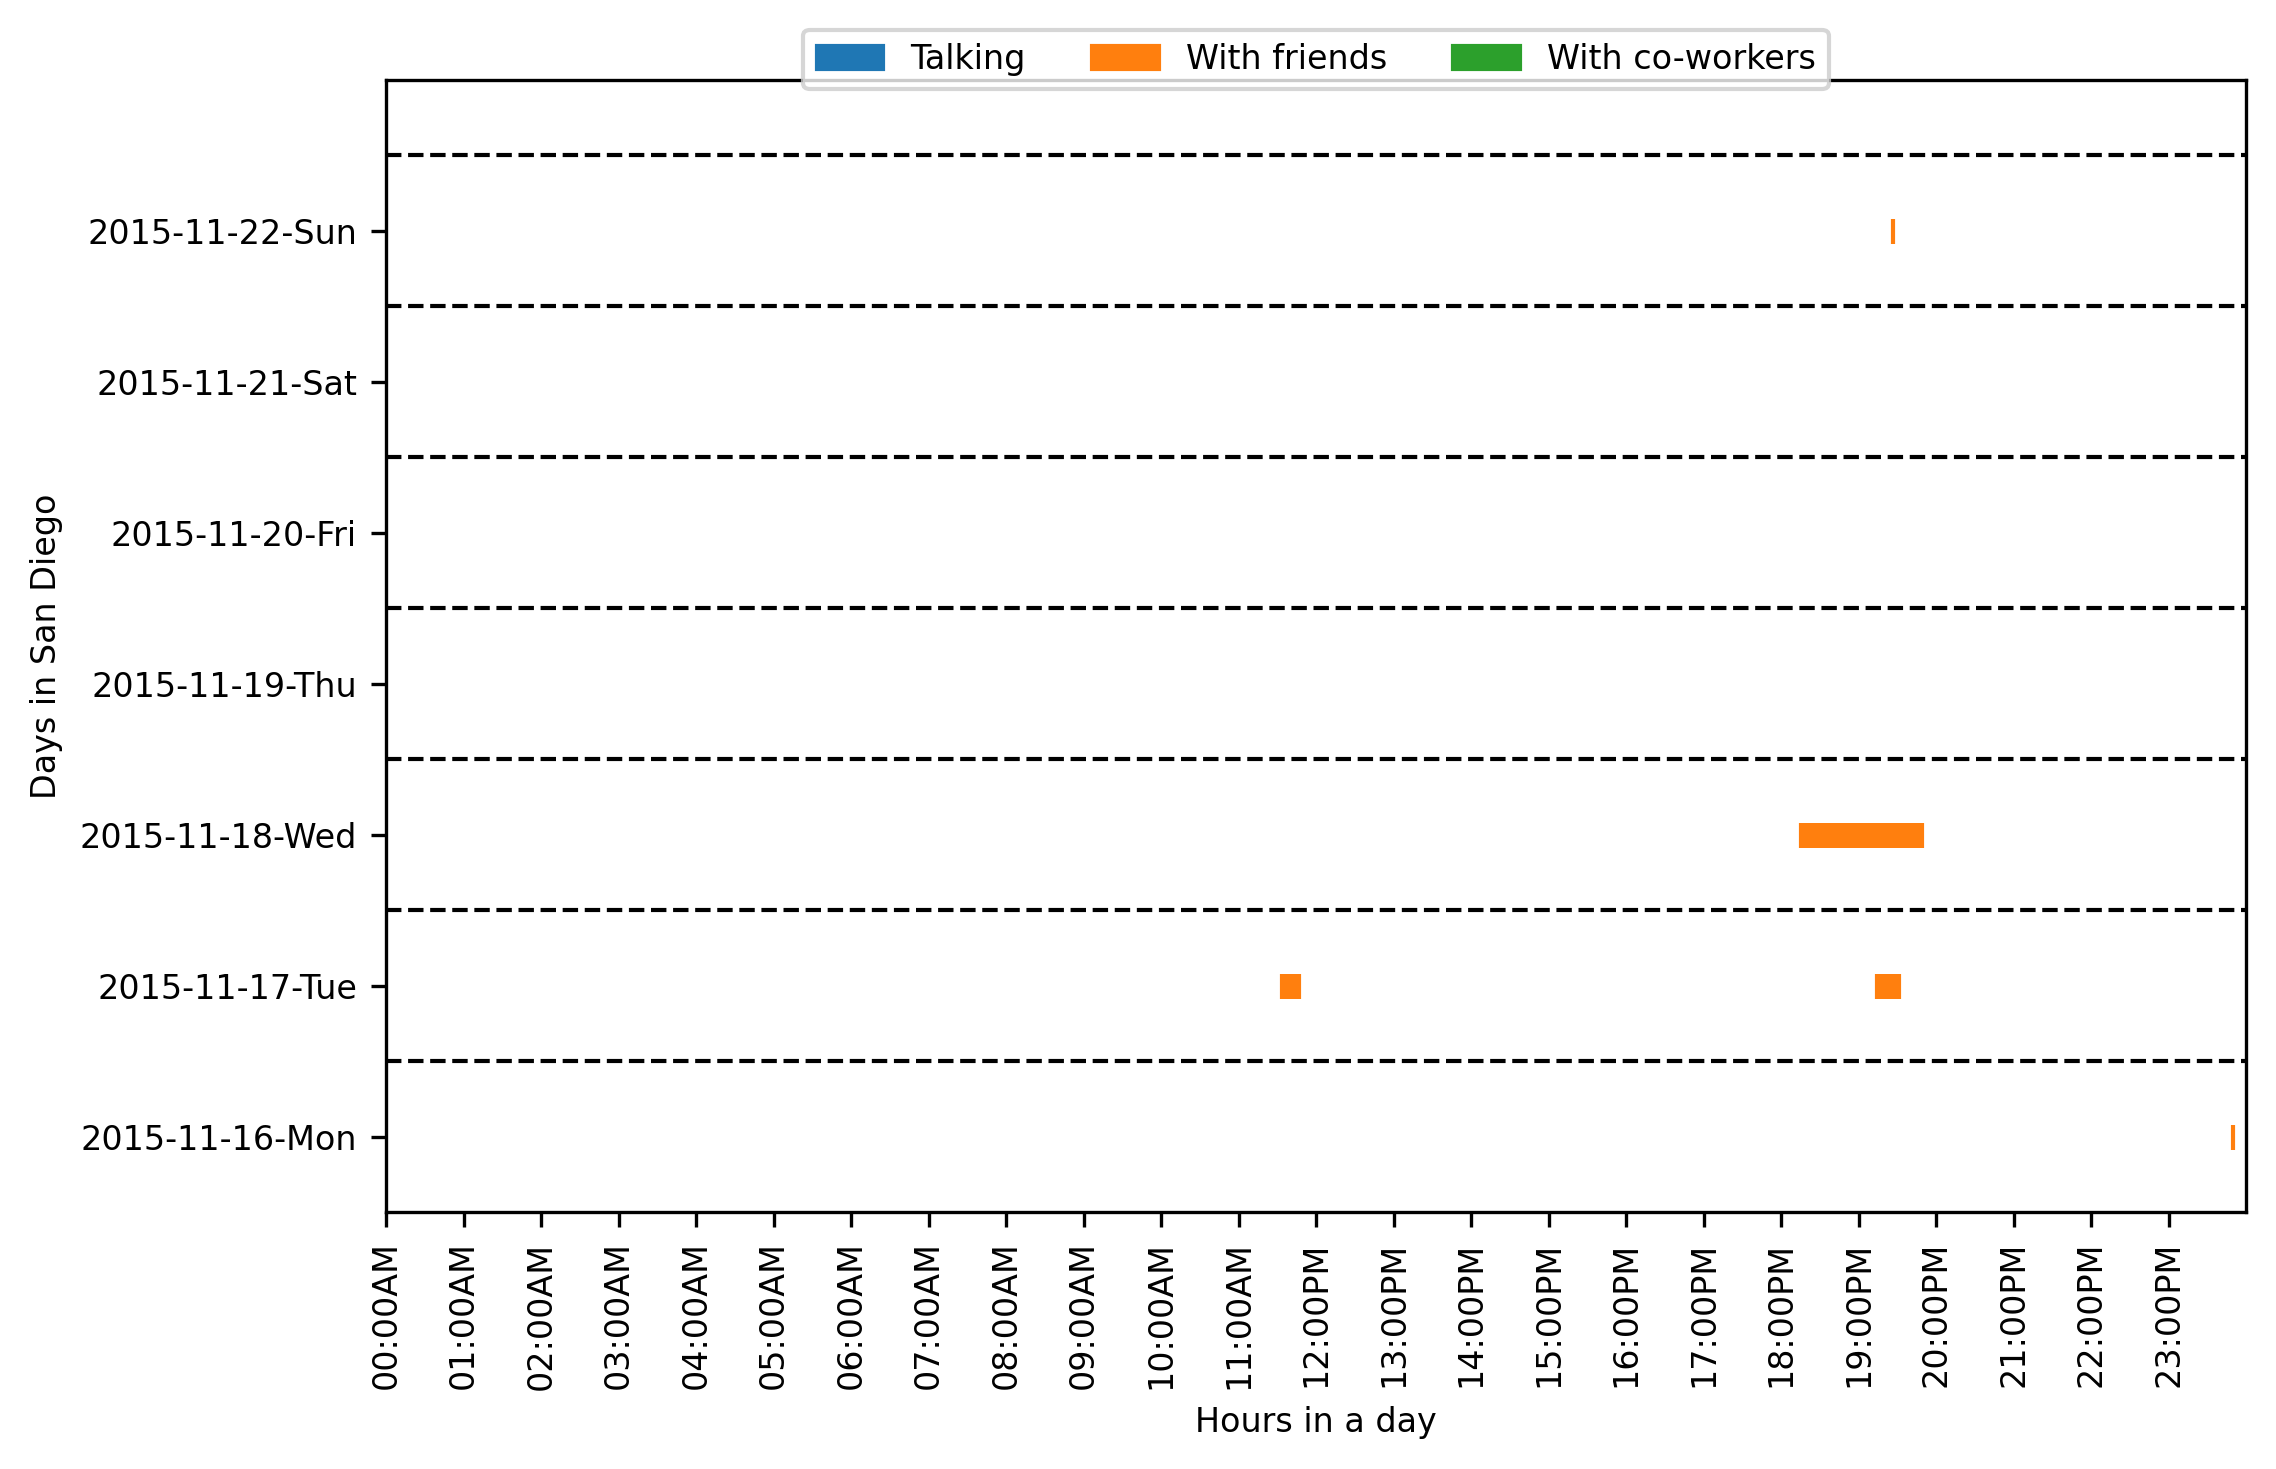 Talking With friends With co-workers
2015-11-22-Sun
2015-11-21-Sat
2015-11-20-Fri
2015-11-19-Thu
2015-11-18-Wed
2015-11-17-Tue
2015-11-16-Mon
Days in San Diego
00:00AM
01:00AM
02:00AM
03:00AM
04:00AM
05:00AM
06:00AM
07:00AM
08:00AM
09:00AM
10:00AM
11:00AM
12:00PM
13:00PM
14:00PM
15:00PM
16:00PM
17:00PM
18:00PM
19:00PM
20:00PM
21:00PM
22:00PM
23:00PM
Hours in a day